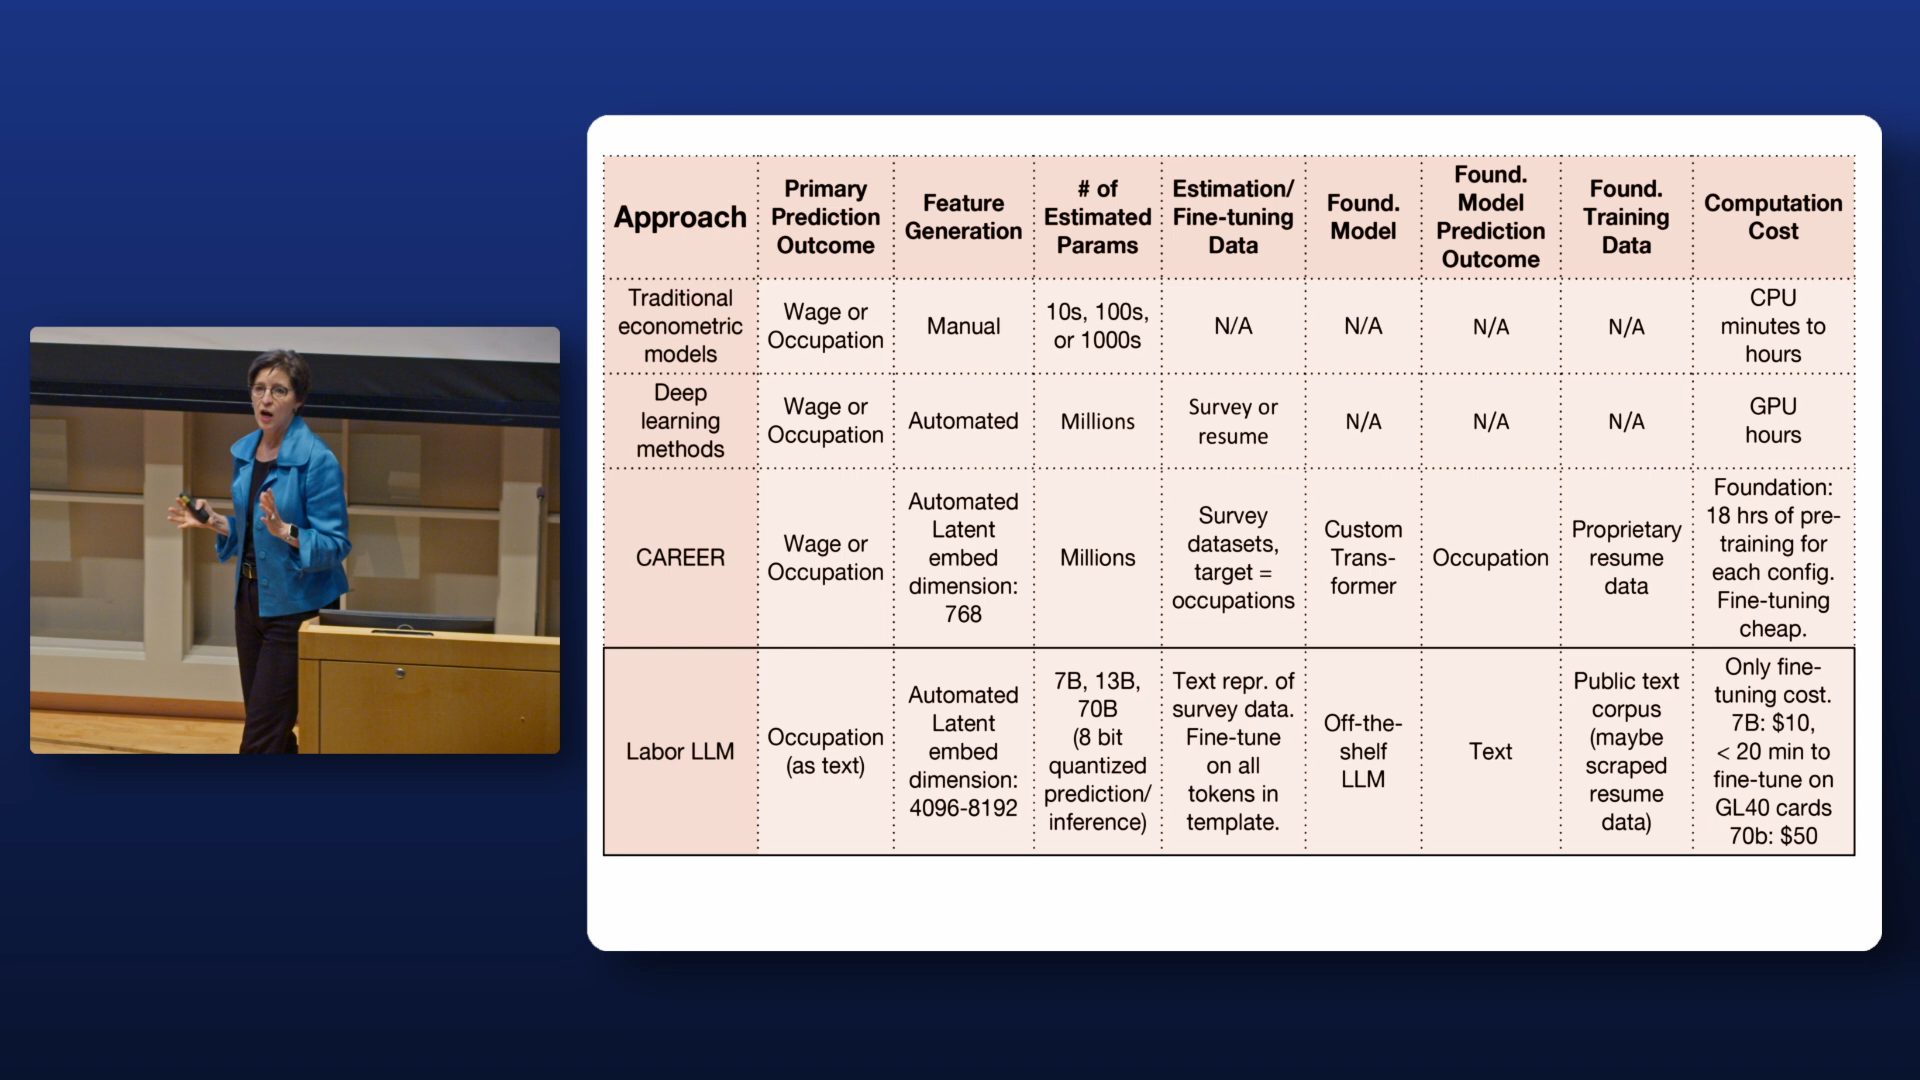 Approach
Primary
Prediction
Outcome
Feature
Generation
# of
Estimated
Params
Estimation/
Fine-tuning
Data
Found.
Model
Found.
Model
Prediction
Outcome
Found.
Training
Data
Computation
Cost
Traditional
econometric
models
Wage or
Occupation
Manual
10s, 100s,
or 1000s
N/A
N/A
N/A
N/A
CPU
minutes to
hours
Deep
learning
methods
Wage or
Occupation
Automated
Millions
Survey or
resume
N/A
N/A
N/A
GPU
hours
CAREER
Wage or
Occupation
Automated
Latent
embed
dimension:
768
Millions
Survey
datasets,
target =
occupations
Custom
Trans-
former
Occupation
Proprietary
resume
data
Foundation:
18 hrs of pre-
training for
each config.
Fine-tuning
cheap.
Labor LLM
Occupation
(as text)
Automated
Latent
embed
dimension:
4096-8192
7B, 13B,
70B
(8 bit
quantized
prediction/
inference)
Text repr. of
survey data.
Fine-tune
on all
tokens in
template.
Off-the-
shelf
LLM
Text
Public text
corpus
(maybe
scraped
resume
data)
Only fine-
tuning cost.
7B: $10,
< 20 min to
fine-tune on
GL40 cards
70b: $50